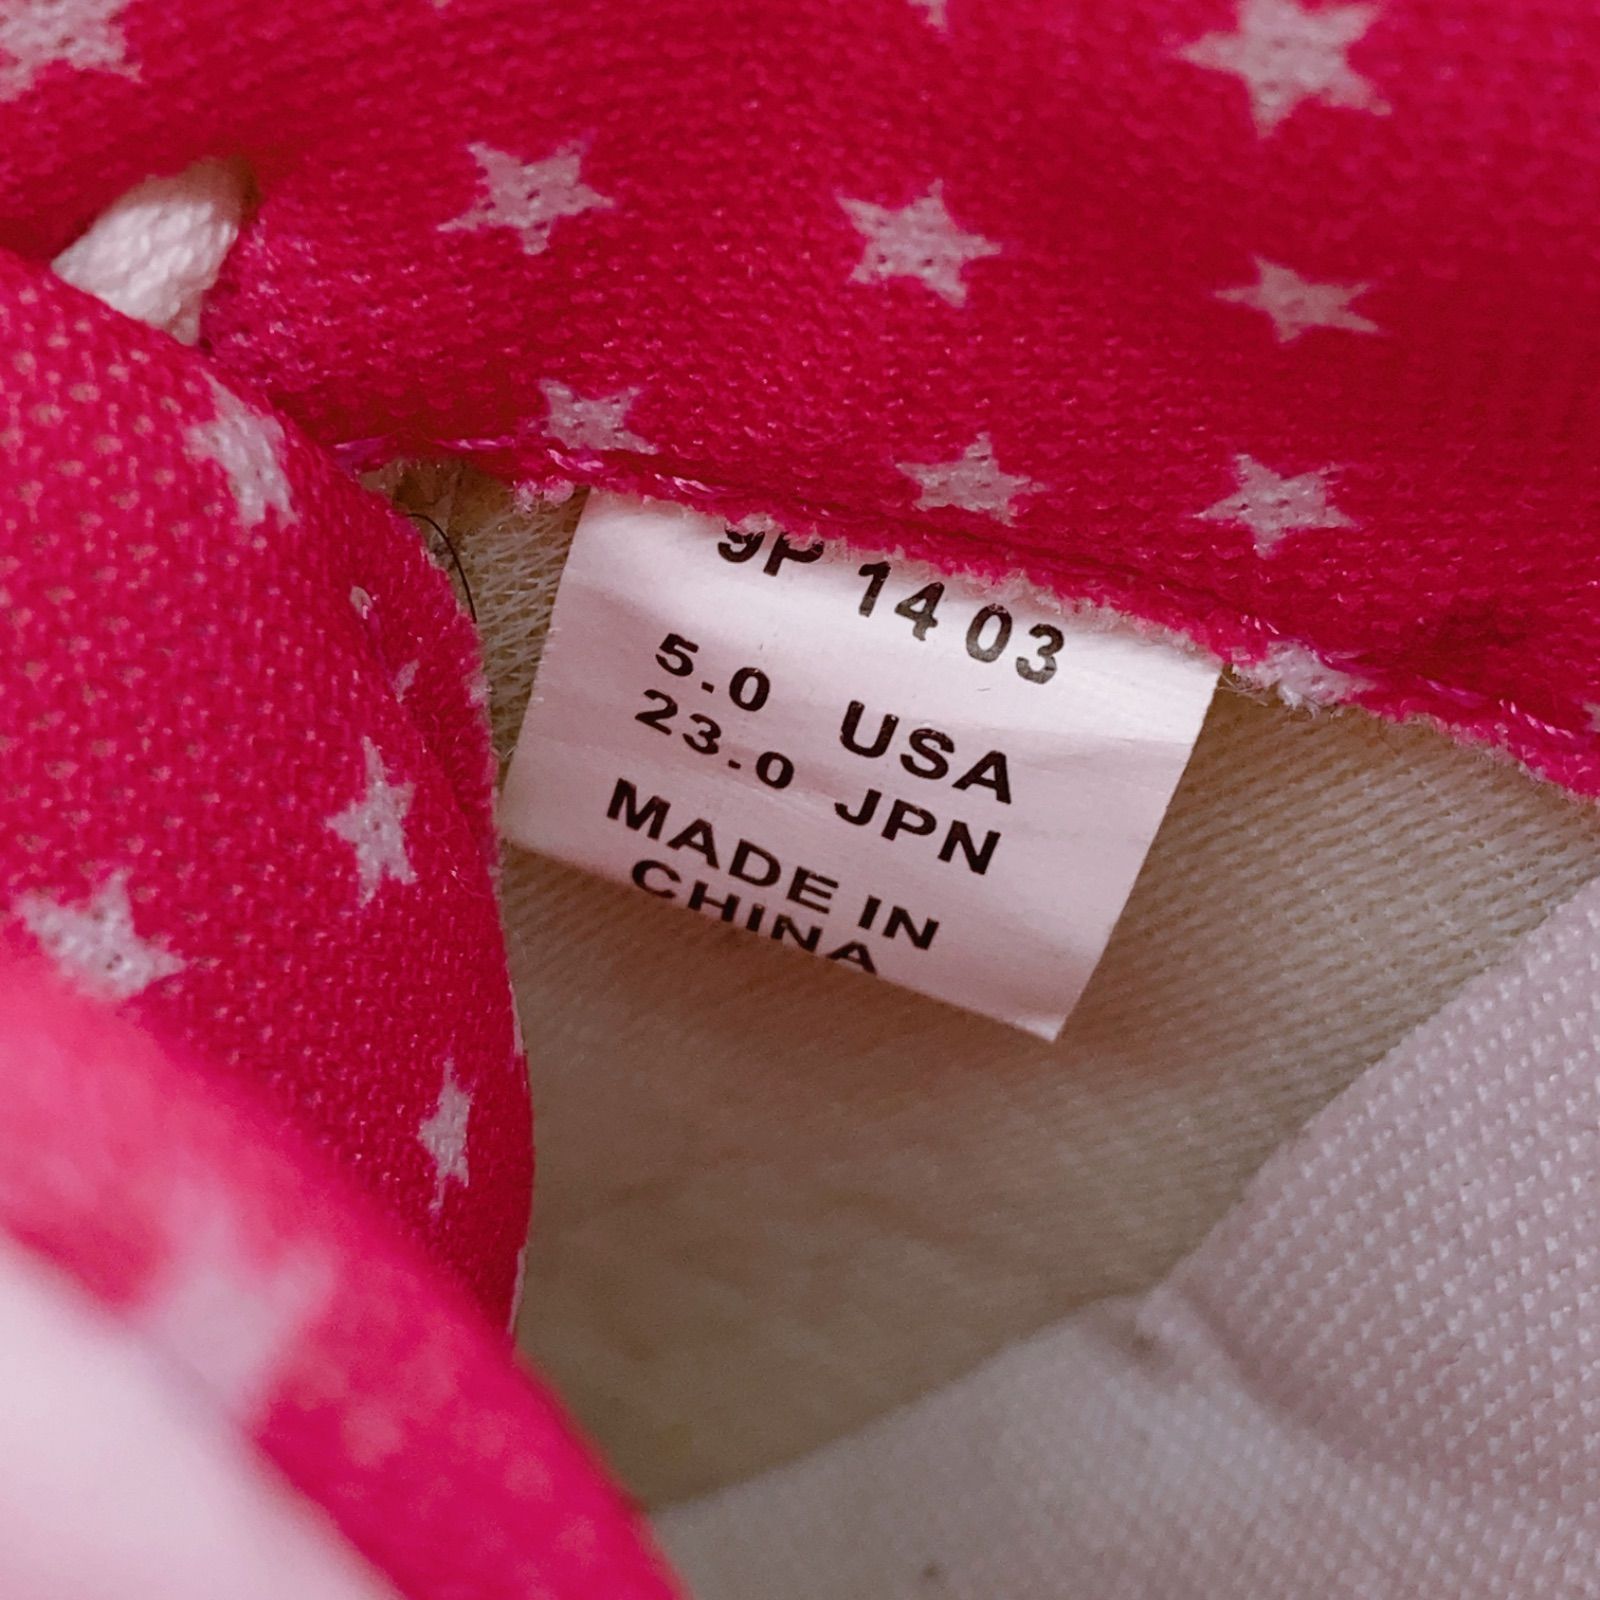 9P 14 03
5.0 USA
23.0 JPN
MADE IN
CHINA